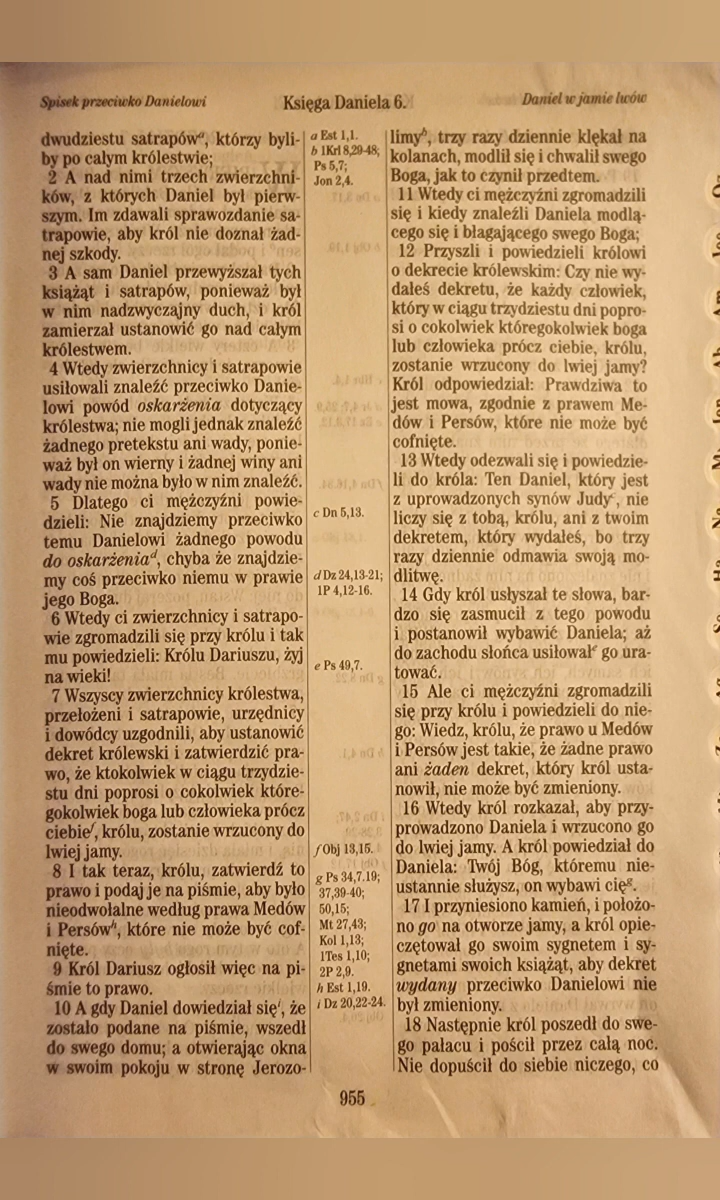 Spisek przeciwko Danielowi
Księga Daniela 6.
Daniel w jamie lwów
dwudziestu satrapówᵃ, którzy byli-
by po całym królestwie;
2 A nad nimi trzech zwierzchni-
ków, z których Daniel był pierw-
szym. Im zdawali sprawozdanie sa-
trapowie, aby król nie doznał żad-
nej szkody.
3 A sam Daniel przewyższał tych
książąt i satrapów, ponieważ był
w nim nadzwyczajny duch, i król
zamierzał ustanowić go nad całym
królestwem.
4 Wtedy zwierzchnicy i satrapowie
usiłowali znaleźć przeciwko Danie-
lowi powód oskarżenia dotyczący
królestwa; nie mogli jednak znaleźć
żadnego pretekstu ani wady, ponie-
waż był on wierny i żadnej winy ani
wady nie można było w nim znaleźć.
5 Dlatego ci mężczyźni powie-
dzieli: Nie znajdziemy przeciwko
temu Danielowi żadnego powodu
do oskarżeniaᵈ, chyba że znajdzie-
my coś przeciwko niemu w prawie
jego Boga.
6 Wtedy ci zwierzchnicy i satrapo-
wie zgromadzili się przy królu i tak
mu powiedzieli: Królu Dariuszu, żyj
na wieki!
7 Wszyscy zwierzchnicy królestwa,
przełożeni i satrapowie, urzędnicy
i dowódcy uzgodnili, aby ustanowić
dekret królewski i zatwierdzić pra-
wo, że ktokolwiek w ciągu trzydzie-
stu dni poprosi o cokolwiek które-
gokolwiek boga lub człowieka prócz
ciebieᶠ, królu, zostanie wrzucony do
lwiej jamy.
8 I tak teraz, królu, zatwierdź to
prawo i podaj je na piśmie, aby było
nieodwołalne według prawa Medów
i Persówʰ, które nie może być cof-
nięte.
9 Król Dariusz ogłosił więc na pi-
śmie to prawo.
10 A gdy Daniel dowiedział sięⁱ, że
zostało podane na piśmie, wszedł
do swego domu; a otwierając okna
w swoim pokoju w stronę Jerozo-
a Est 1,1.
b 1Krl 8,29-48;
Ps 5,7;
Jon 2,4.
c Dn 5,13.
d Dz 24,13-21;
1P 4,12-16.
e Ps 49,7.
f Obj 13,15.
g Ps 34,7.19;
37,39-40;
50,15;
Mt 27,43;
Kol 1,13;
1Tes 1,10;
2P 2,9.
h Est 1,19.
i Dz 20,22-24.
limyᵇ, trzy razy dziennie klękał na
kolanach, modlił się i chwalił swego
Boga, jak to czynił przedtem.
11 Wtedy ci mężczyźni zgromadzili
się i kiedy znaleźli Daniela modlą-
cego się i błagającego swego Boga;
12 Przyszli i powiedzieli królowi
o dekrecie królewskim: Czy nie wy-
dałeś dekretu, że każdy człowiek,
który w ciągu trzydziestu dni popro-
si o cokolwiek któregokolwiek boga
lub człowieka prócz ciebie, królu,
zostanie wrzucony do lwiej jamy?
Król odpowiedział: Prawdziwa to
jest mowa, zgodnie z prawem Me-
dów i Persów, które nie może być
cofnięte.
13 Wtedy odezwali się i powiedzie-
li do króla: Ten Daniel, który jest
z uprowadzonych synów Judyᶜ, nie
liczy się z tobą, królu, ani z twoim
dekretem, który wydałeś, bo trzy
razy dziennie odmawia swoją mo-
dlitwę.
14 Gdy król usłyszał te słowa, bar-
dzo się zasmucił z tego powodu
i postanowił wybawić Daniela; aż
do zachodu słońca usiłowałᵉ go ura-
tować.
15 Ale ci mężczyźni zgromadzili
się przy królu i powiedzieli do nie-
go: Wiedz, królu, że prawo u Medów
i Persów jest takie, że żadne prawo
ani żaden dekret, który król usta-
nowił, nie może być zmieniony.
16 Wtedy król rozkazał, aby przy-
prowadzono Daniela i wrzucono go
do lwiej jamy. A król powiedział do
Daniela: Twój Bóg, któremu nie-
ustannie służysz, on wybawi cięᵍ.
17 I przyniesiono kamień, i położo-
no go na otworze jamy, a król opie-
czętował go swoim sygnetem i sy-
gnetami swoich książąt, aby dekret
wydany przeciwko Danielowi nie
był zmieniony.
18 Następnie król poszedł do swe-
go pałacu i pościł przez całą noc.
Nie dopuścił do siebie niczego, co
955